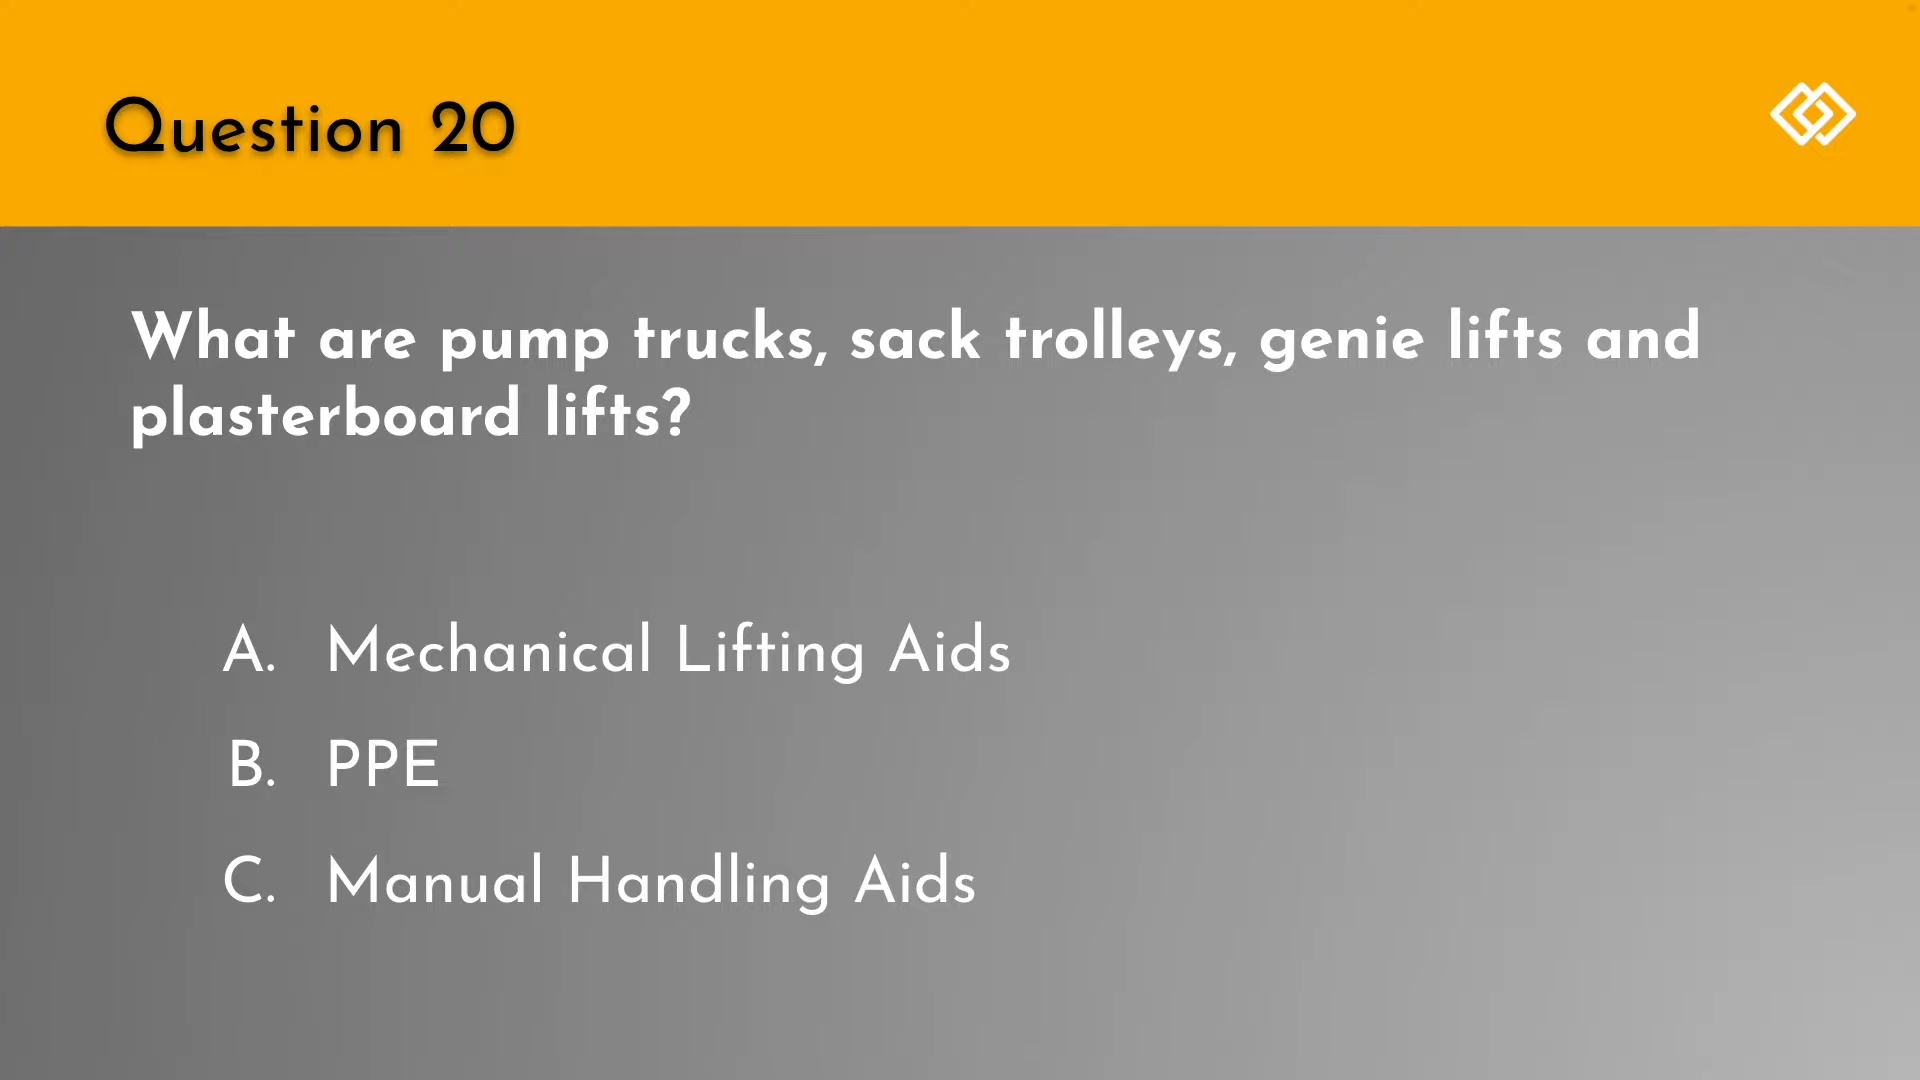 Question 20
What are pump trucks, sack trolleys, genie lifts and
plasterboard lifts?
A. Mechanical Lifting Aids
B. PPE
C. Manual Handling Aids